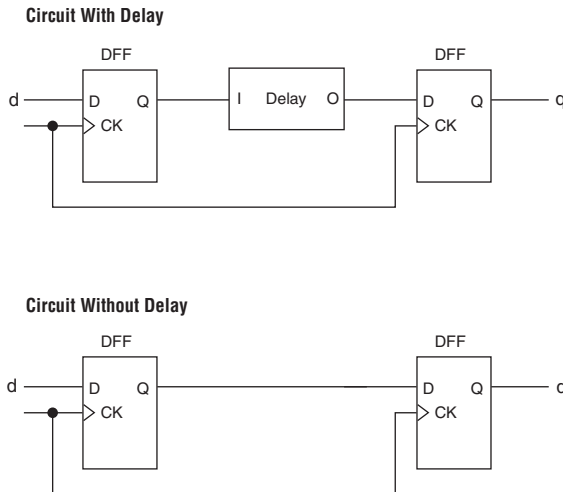 Circuit With Delay
DFF DFF
d D Q I Delay O D Q q
CK CK
Circuit Without Delay
DFF DFF
d D Q D Q
CK CK